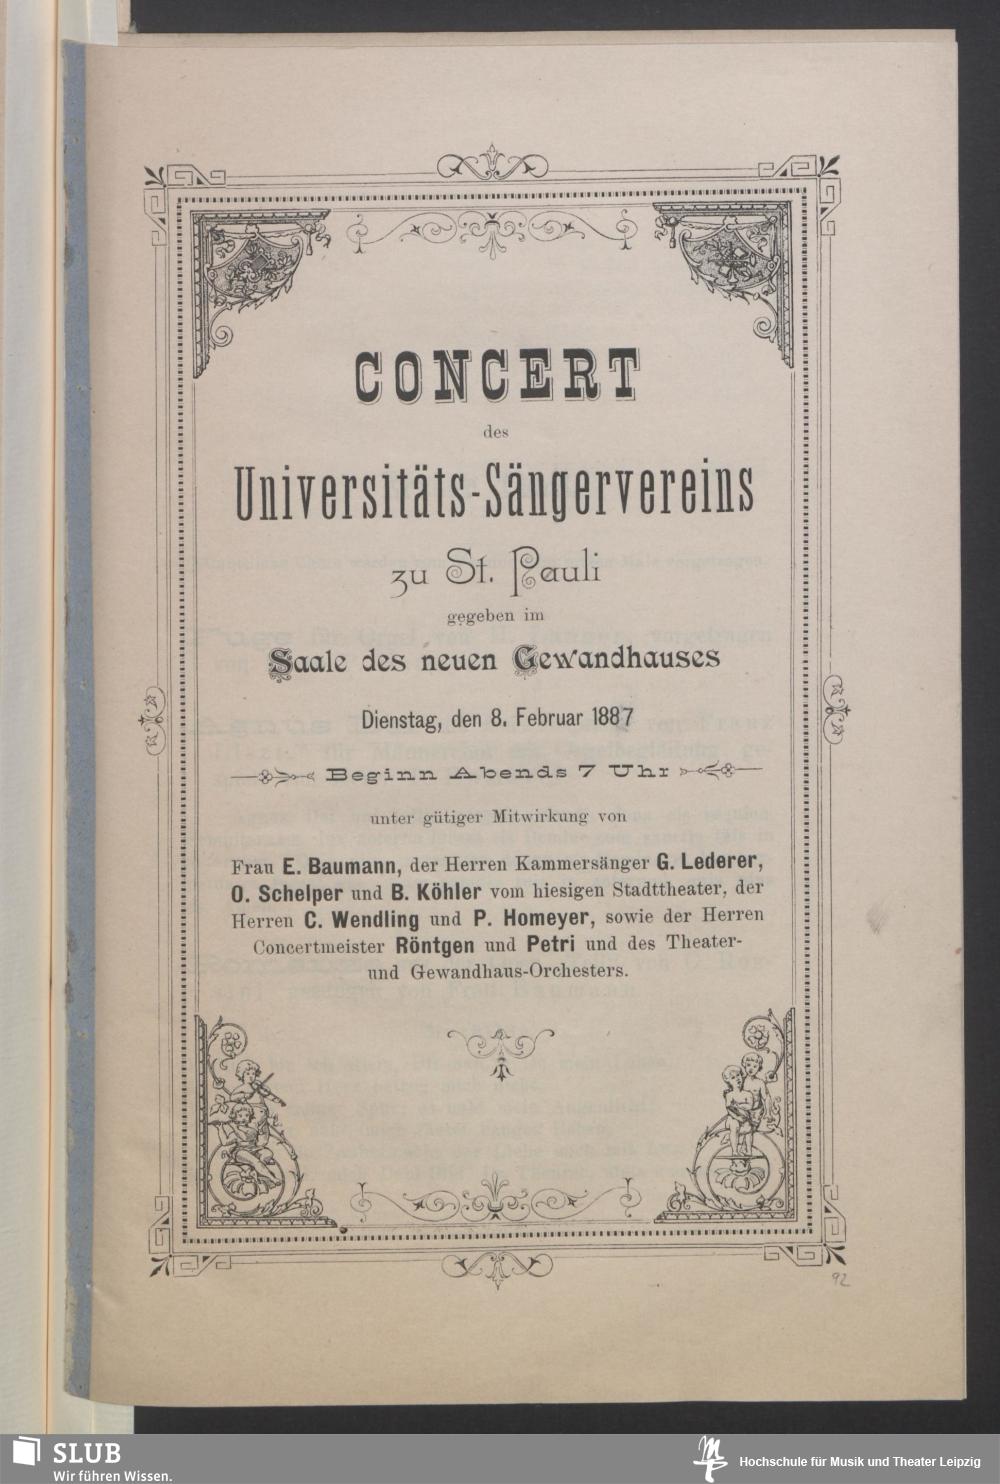 CONCERT
des
Universitäts-Sängervereins
zu St. Pauli
gegeben im
Saale des neuen Gewandhauses
Dienstag, den 8. Februar 1887
Beginn Abends 7 Uhr
unter gütiger Mitwirkung von
Frau E. Baumann, der Herren Kammersänger G. Lederer,
O. Schelper und B. Köhler vom hiesigen Stadttheater, der
Herren C. Wendling und P. Homeyer, sowie der Herren
Concertmeister Röntgen und Petri und des Theater-
und Gewandhaus-Orchesters.
92
SLUB
Wir führen Wissen.
Hochschule für Musik und Theater Leipzig